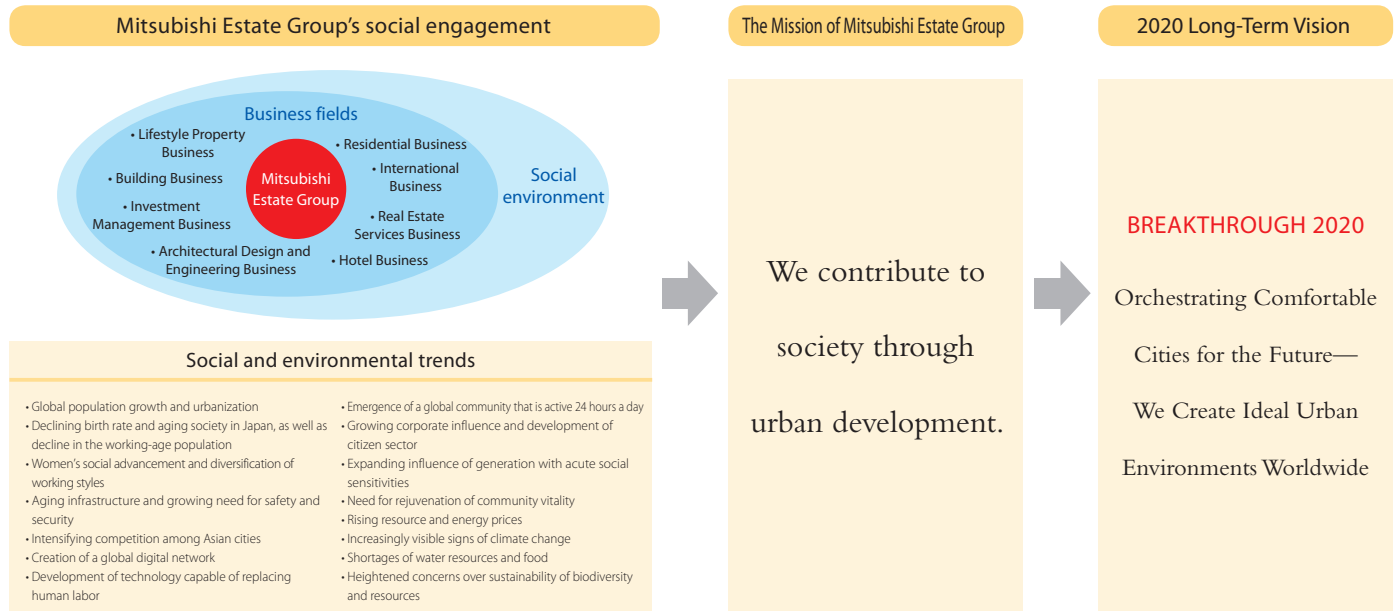 Mitsubishi Estate Group’s social engagement
Business fields
• Lifestyle Property
Business
• Building Business
• Investment
Management Business
• Architectural Design and
Engineering Business
Mitsubishi
Estate Group
• Residential Business
• International
Business
• Real Estate
Services Business
• Hotel Business
Social
environment
Social and environmental trends
• Global population growth and urbanization
• Declining birth rate and aging society in Japan, as well as
decline in the working-age population
• Women’s social advancement and diversification of
working styles
• Aging infrastructure and growing need for safety and
security
• Intensifying competition among Asian cities
• Creation of a global digital network
• Development of technology capable of replacing
human labor
• Emergence of a global community that is active 24 hours a day
• Growing corporate influence and development of
citizen sector
• Expanding influence of generation with acute social
sensitivities
• Need for rejuvenation of community vitality
• Rising resource and energy prices
• Increasingly visible signs of climate change
• Shortages of water resources and food
• Heightened concerns over sustainability of biodiversity
and resources
The Mission of Mitsubishi Estate Group
We contribute to
society through
urban development.
2020 Long-Term Vision
BREAKTHROUGH 2020
Orchestrating Comfortable
Cities for the Future—
We Create Ideal Urban
Environments Worldwide